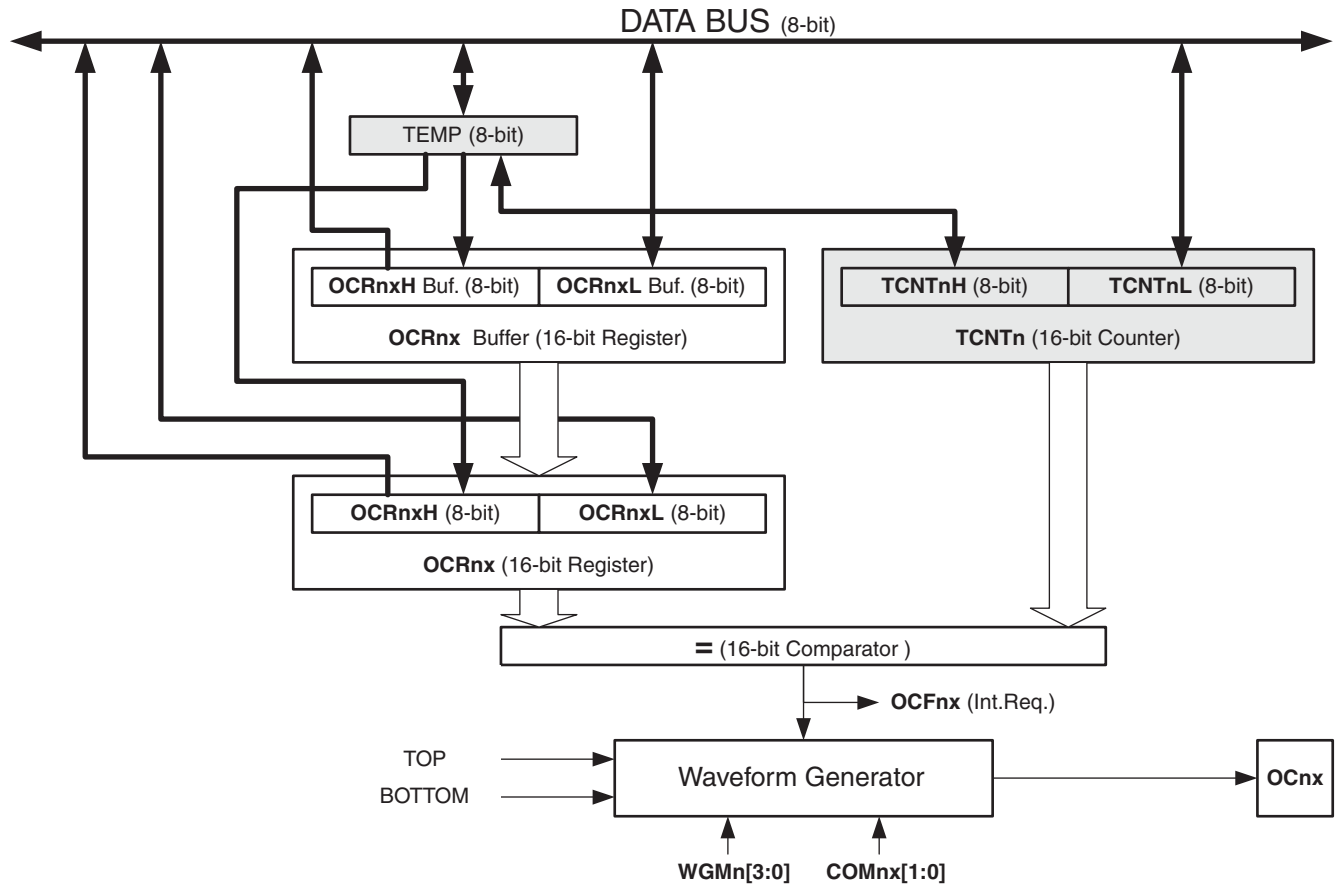 DATA BUS (8-bit)
TEMP (8-bit)
OCRnxH Buf. (8-bit) OCRnxL Buf. (8-bit)
OCRnx Buffer (16-bit Register)
TCNTnH (8-bit) TCNTnL (8-bit)
TCNTn (16-bit Counter)
OCRnxH (8-bit) OCRnxL (8-bit)
OCRnx (16-bit Register)
= (16-bit Comparator )
OCFnx (Int.Req.)
TOP
BOTTOM
Waveform Generator
OCnx
WGMn[3:0] COMnx[1:0]